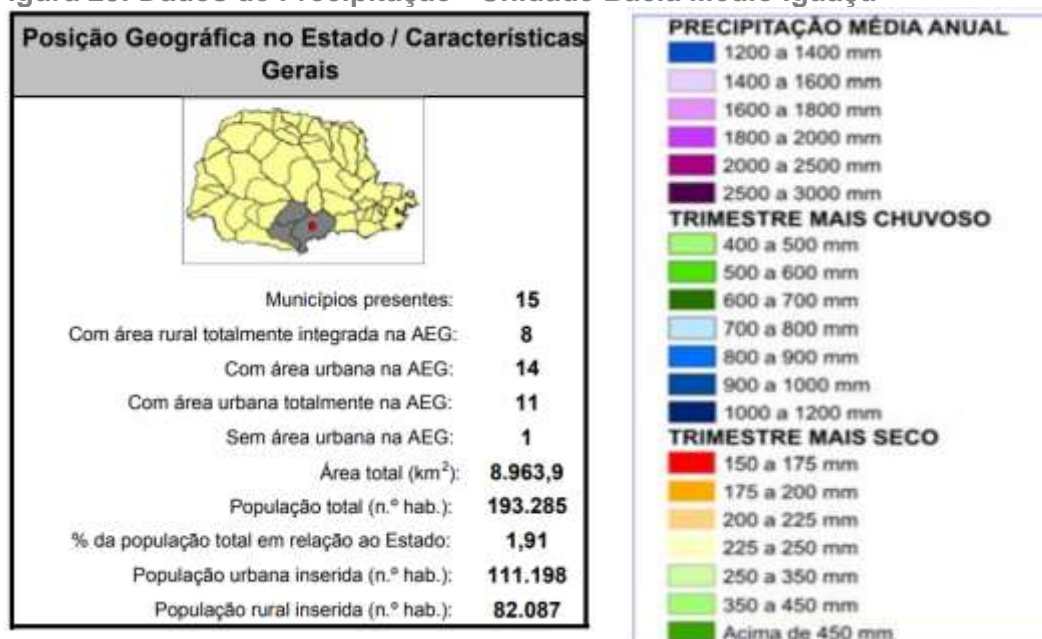 Posição Geográfica no Estado / Características
Gerais
Municípios presentes: 15
Com área rural totalmente integrada na AEG: 8
Com área urbana na AEG: 14
Com área urbana totalmente na AEG: 11
Sem área urbana na AEG: 1
Área total (km²): 8.963,9
População total (n.º hab.): 193.285
% da população total em relação ao Estado: 1,91
População urbana inserida (n.º hab.): 111.198
População rural inserida (n.º hab.): 82.087
PRECIPITAÇÃO MÉDIA ANUAL
1200 a 1400 mm
1400 a 1600 mm
1600 a 1800 mm
1800 a 2000 mm
2000 a 2500 mm
2500 a 3000 mm
TRIMESTRE MAIS CHUVOSO
400 a 500 mm
500 a 600 mm
600 a 700 mm
700 a 800 mm
800 a 900 mm
900 a 1000 mm
1000 a 1200 mm
TRIMESTRE MAIS SECO
150 a 175 mm
175 a 200 mm
200 a 225 mm
225 a 250 mm
250 a 350 mm
350 a 450 mm
Acima de 450 mm